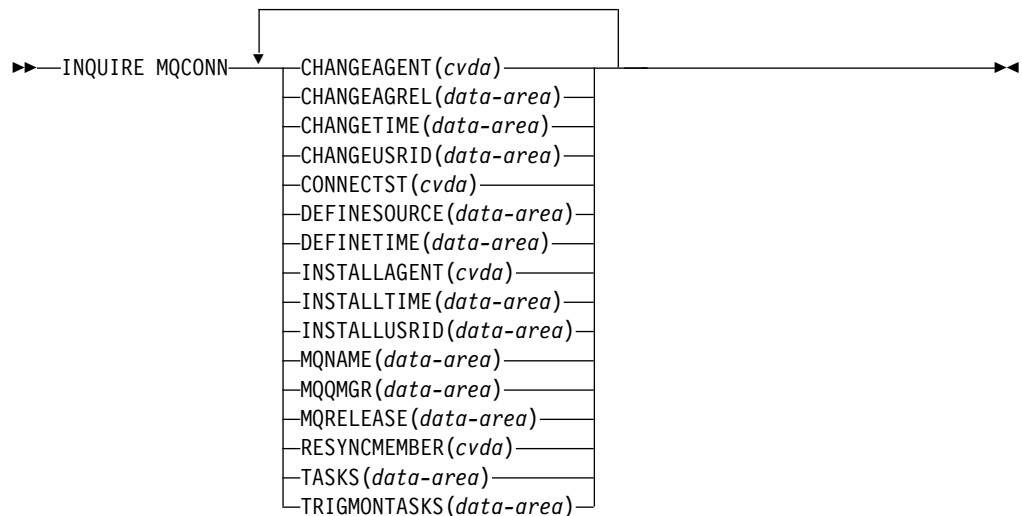 INQUIRE MQCONN CHANGEAGENT(cvda)
CHANGEAGREL(data-area)
CHANGETIME(data-area)
CHANGEUSRID(data-area)
CONNECTST(cvda)
DEFINESOURCE(data-area)
DEFINETIME(data-area)
INSTALLAGENT(cvda)
INSTALLTIME(data-area)
INSTALLUSRID(data-area)
MQNAME(data-area)
MQQMGR(data-area)
MQRELEASE(data-area)
RESYNCMEMBER(cvda)
TASKS(data-area)
TRIGMONTASKS(data-area)